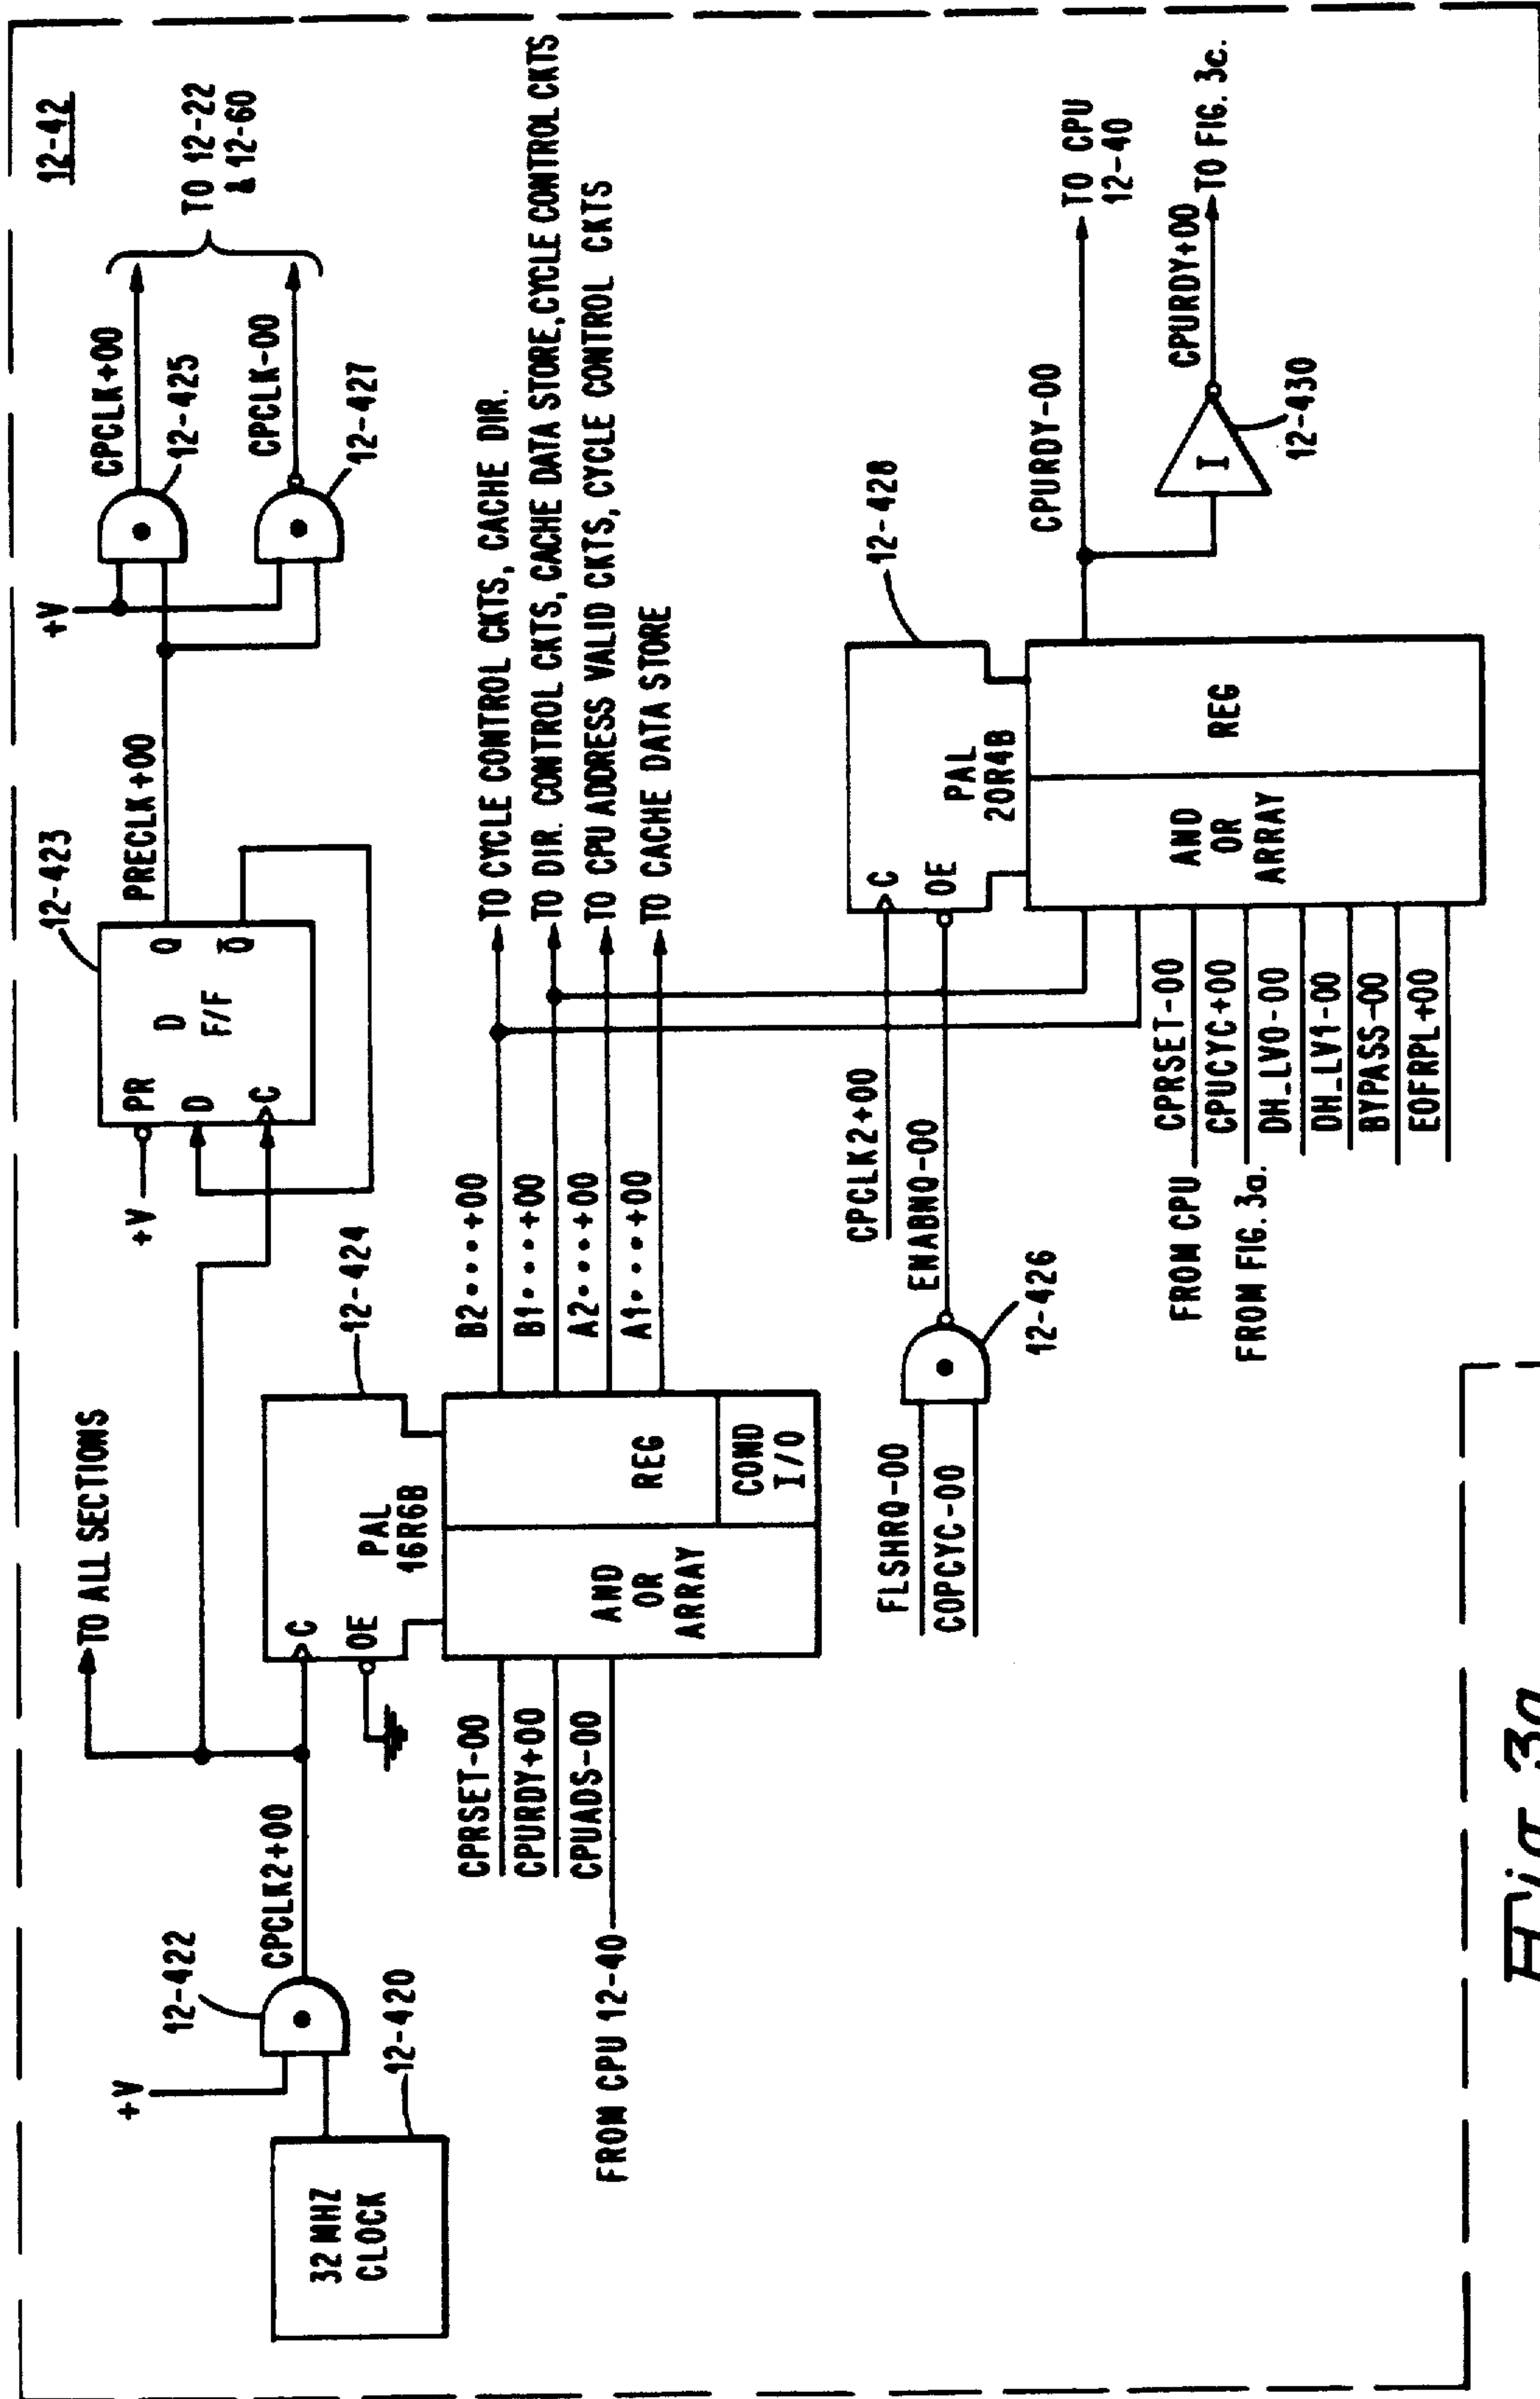 12-42
32 MHZ
CLOCK
12-420
+V
12-422
CPCLK2+00
TO ALL SECTIONS
+V
PR
D
C
D
F/F
Q
Q̅
12-423
PRECLK+00
+V
CPCLK+00
12-425
CPCLK-00
12-427
TO 12-22
& 12-60
C
OE
PAL
16R6B
12-424
AND
OR
ARRAY
REG
COMD
I/O
CPRSET-00
CPURDY+00
CPUADS-00
FROM CPU 12-40
B2•••+00
B1•••+00
A2•••+00
A1•••+00
TO CYCLE CONTROL CKTS, CACHE DIR.
TO DIR. CONTROL CKTS, CACHE DATA STORE, CYCLE CONTROL CKTS
TO CPU ADDRESS VALID CKTS, CYCLE CONTROL CKTS
TO CACHE DATA STORE
FLSHRQ-00
COPCYC-00
12-426
ENABNQ-00
CPCLK2+00
C
OE
PAL
20R4B
12-428
AND
OR
ARRAY
REG
FROM CPU
CPRSET-00
FROM FIG. 3a.
CPUCYC+00
DH_LV0-00
DH_LV1-00
BYPASS-00
EOFRPL+00
CPURDY-00
TO CPU
12-40
I
12-430
CPURDY+00
TO FIG. 3c.